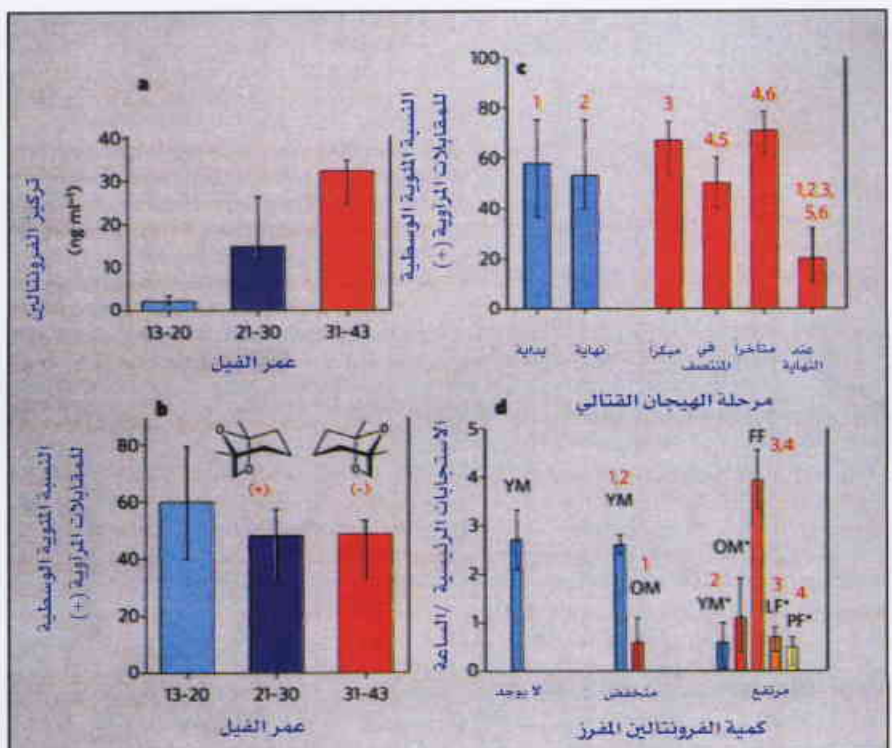 a
تركيز الفرونتالين
(ng ml⁻¹)
40
30
20
10
0
13-20
21-30
31-43
عمر الفيل
c
النسبة المئوية الوسطية
للمقابلات المراوية (+)
100
80
60
40
20
0
1
2
3
4,5
4,6
1,2,3,
5,6
بداية
نهاية
مبكراً
في
المنتصف
متأخراً
عند
النهاية
مرحلة الهيجان القتالي
b
النسبة المئوية الوسطية
للمقابلات المراوية (+)
80
60
40
20
0
O
O
(+)
O
O
(-)
13-20
21-30
31-43
عمر الفيل
d
الاستجابات الرئيسية /الساعة
5
4
3
2
1
0
YM
1,2
YM
1
OM
2
YM*
OM*
FF
3,4
3
LF*
4
PF*
لا يوجد
منخفض
مرتفع
كمية الفرونتالين المفرز